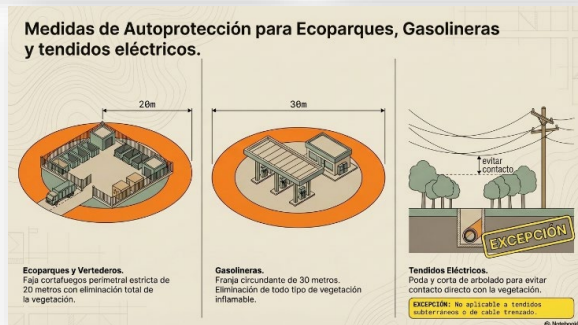 Medidas de Autoprotección para Ecoparques, Gasolineras
y tendidos eléctricos.
20m
30m
evitar
contacto
EXCEPCIÓN
Ecoparques y Vertederos.
Faja cortafuegos perimetral estricta de
20 metros con eliminación total de
la vegetación.
Gasolineras.
Franja circundante de 30 metros.
Eliminación de todo tipo de vegetación
inflamable.
Tendidos Eléctricos.
Poda y corta de arbolado para evitar
contacto directo con la vegetación.
EXCEPCIÓN: No aplicable a tendidos
subterráneos o de cable trenzado.